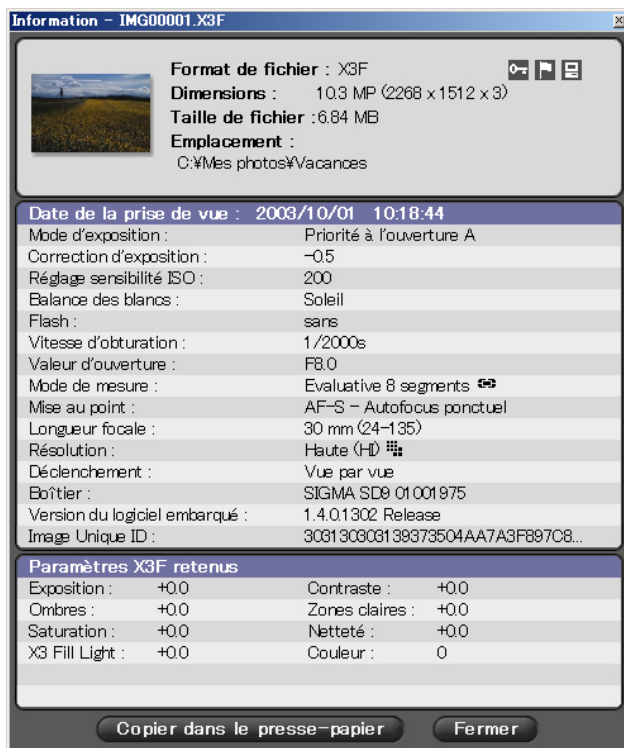 Information - IMG00001.X3F
Format de fichier : X3F
Dimensions : 10.3 MP (2268 x 1512 x 3)
Taille de fichier :6.84 MB
Emplacement :
C:¥Mes photos¥Vacances
Date de la prise de vue : 2003/10/01 10:18:44
Mode d'exposition : Priorité à l'ouverture A
Correction d'exposition : -0.5
Réglage sensibilité ISO : 200
Balance des blancs : Soleil
Flash : sans
Vitesse d'obturation : 1/2000s
Valeur d'ouverture : F8.0
Mode de mesure : Evaluative 8 segments
Mise au point : AF-S - Autofocus ponctuel
Longueur focale : 30 mm (24-135)
Résolution : Haute (HI)
Déclenchement : Vue par vue
Boîtier : SIGMA SD9 01001975
Version du logiciel embarqué : 1.4.0.1302 Release
Image Unique ID : 303130303139373504AA7A3F897C8...
Paramètres X3F retenus
Exposition : +0.0 Contraste : +0.0
Ombres : +0.0 Zones claires : +0.0
Saturation : +0.0 Netteté : +0.0
X3 Fill Light : +0.0 Couleur : 0
Copier dans le presse-papier Fermer